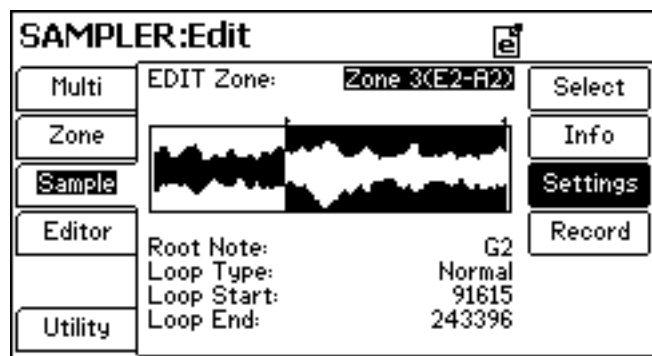 SAMPLER:Edit
e
Multi
Zone
Sample
Editor
Utility
EDIT Zone: Zone 3(E2-A2)
Root Note: G2
Loop Type: Normal
Loop Start: 91615
Loop End: 243396
Select
Info
Settings
Record